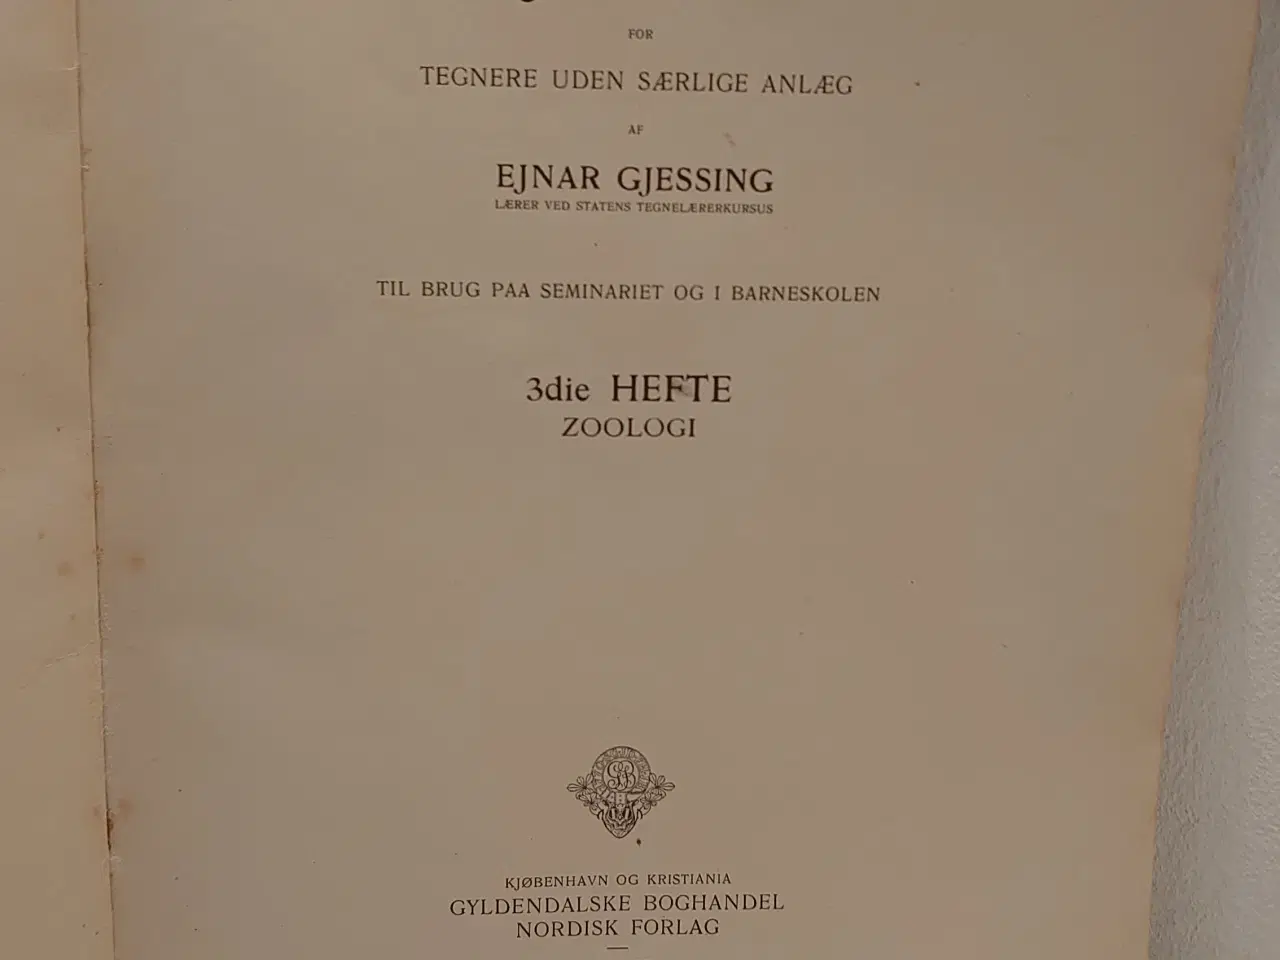 FOR
TEGNERE UDEN SÆRLIGE ANLÆG
AF
EJNAR GJESSING
LÆRER VED STATENS TEGNELÆRERKURSUS
TIL BRUG PAA SEMINARIET OG I BARNESKOLEN
3die HEFTE
ZOOLOGI
KJØBENHAVN OG KRISTIANIA
GYLDENDALSKE BOGHANDEL
NORDISK FORLAG